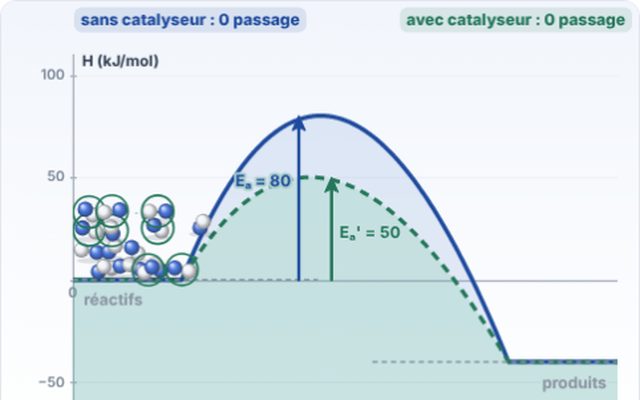 sans catalyseur : 0 passage
avec catalyseur : 0 passage
H (kJ/mol)
100
50
Eₐ = 80
Eₐ' = 50
0
réactifs
−50
produits